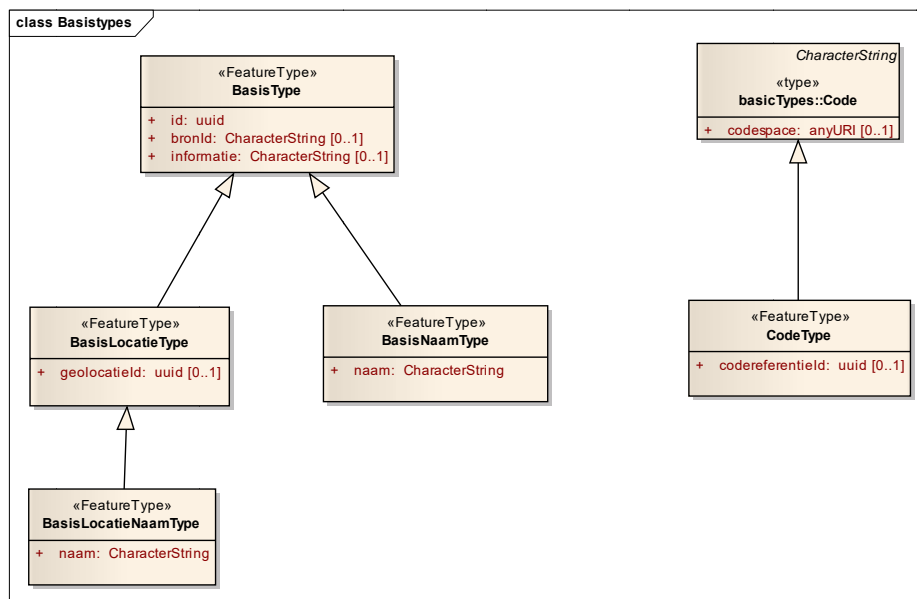 class Basistypes
«FeatureType»
BasisType
+ id: uuid
+ bronId: CharacterString [0..1]
+ informatie: CharacterString [0..1]
CharacterString
«type»
basicTypes::Code
+ codespace: anyURI [0..1]
«FeatureType»
BasisLocatieType
+ geolocatieId: uuid [0..1]
«FeatureType»
BasisNaamType
+ naam: CharacterString
«FeatureType»
CodeType
+ codereferentieId: uuid [0..1]
«FeatureType»
BasisLocatieNaamType
+ naam: CharacterString